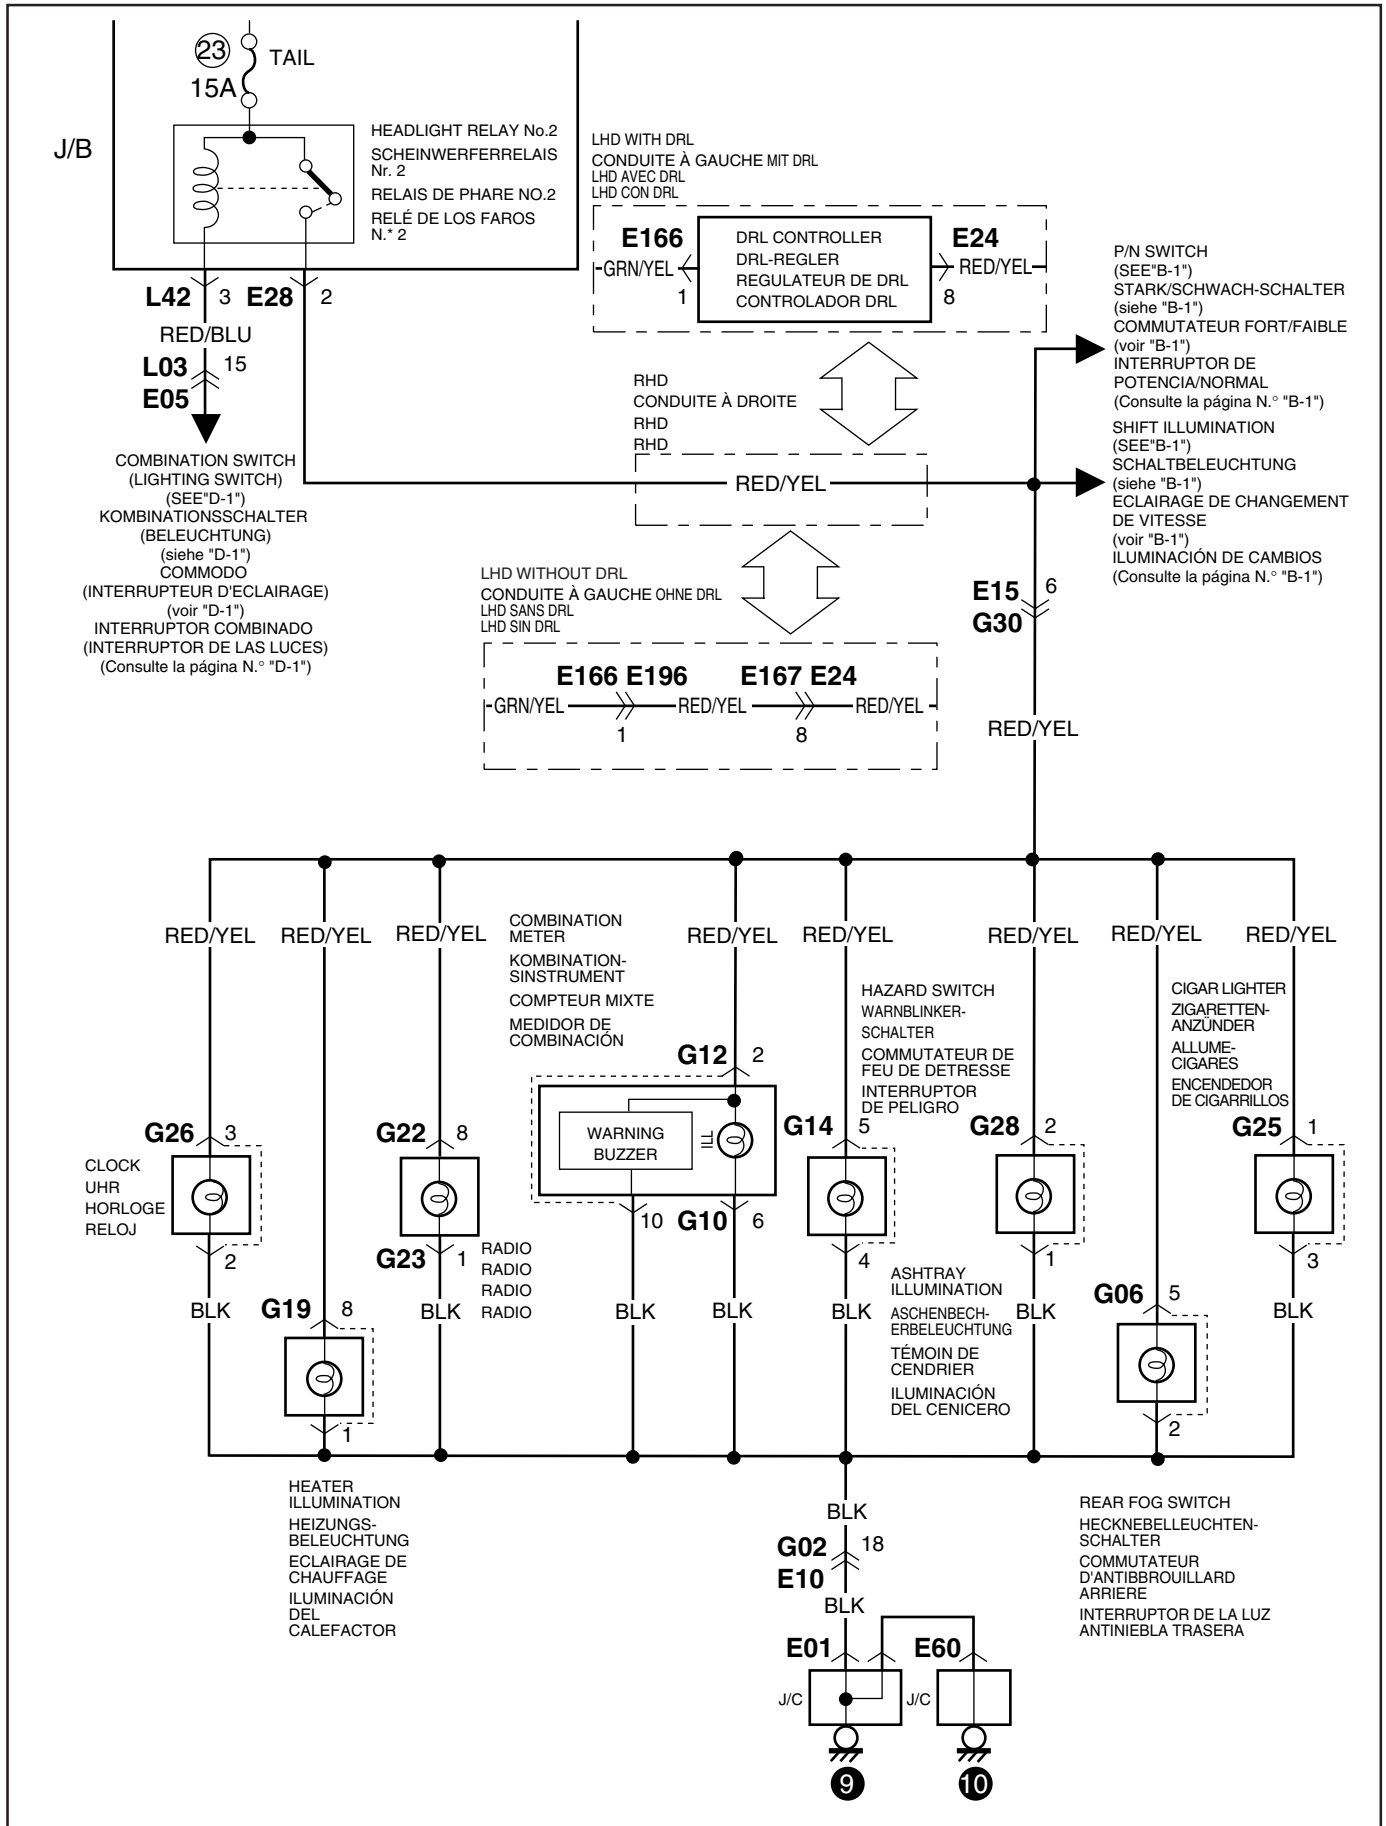 23
TAIL
15A
J/B
HEADLIGHT RELAY No.2
SCHEINWERFERRELAIS
Nr. 2
RELAIS DE PHARE NO.2
RELÉ DE LOS FAROS
N.* 2
L42 3 E28 2
RED/BLU
L03 15
E05
COMBINATION SWITCH
(LIGHTING SWITCH)
(SEE"D-1")
KOMBINATIONSSCHALTER
(BELEUCHTUNG)
(siehe "D-1")
COMMODO
(INTERRUPTEUR D'ECLAIRAGE)
(voir "D-1")
INTERRUPTOR COMBINADO
(INTERRUPTOR DE LAS LUCES)
(Consulte la página N.° "D-1")
LHD WITH DRL
CONDUITE À GAUCHE MIT DRL
LHD AVEC DRL
LHD CON DRL
E166
GRN/YEL
1
DRL CONTROLLER
DRL-REGLER
REGULATEUR DE DRL
CONTROLADOR DRL
E24
RED/YEL
8
RHD
CONDUITE À DROITE
RHD
RHD
RED/YEL
LHD WITHOUT DRL
CONDUITE À GAUCHE OHNE DRL
LHD SANS DRL
LHD SIN DRL
E166 E196 E167 E24
GRN/YEL RED/YEL RED/YEL
1 8
P/N SWITCH
(SEE"B-1")
STARK/SCHWACH-SCHALTER
(siehe "B-1")
COMMUTATEUR FORT/FAIBLE
(voir "B-1")
INTERRUPTOR DE
POTENCIA/NORMAL
(Consulte la página N.° "B-1")
SHIFT ILLUMINATION
(SEE"B-1")
SCHALTBELEUCHTUNG
(siehe "B-1")
ECLAIRAGE DE CHANGEMENT
DE VITESSE
(voir "B-1")
ILUMINACIÓN DE CAMBIOS
(Consulte la página N.° "B-1")
E15 6
G30
RED/YEL
RED/YEL RED/YEL RED/YEL RED/YEL RED/YEL RED/YEL RED/YEL RED/YEL
COMBINATION
METER
KOMBINATION-
SINSTRUMENT
COMPTEUR MIXTE
MEDIDOR DE
COMBINACIÓN
HAZARD SWITCH
WARNBLINKER-
SCHALTER
COMMUTATEUR DE
FEU DE DETRESSE
INTERRUPTOR
DE PELIGRO
CIGAR LIGHTER
ZIGARETTEN-
ANZÜNDER
ALLUME-
CIGARES
ENCENDEDOR
DE CIGARRILLOS
G12 2
G26 3
G22 8
WARNING
BUZZER
ILL
G14 5
G28 2
G25 1
CLOCK
UHR
HORLOGE
RELOJ
2
G23 1
RADIO
RADIO
RADIO
RADIO
10 G10 6
4
1
3
BLK
G19 8
BLK
BLK
BLK
BLK
ASHTRAY
ILLUMINATION
ASCHENBECH-
ERBELEUCHTUNG
TÉMOIN DE
CENDRIER
ILUMINACIÓN
DEL CENICERO
BLK
G06 5
BLK
1
2
HEATER
ILLUMINATION
HEIZUNGS-
BELEUCHTUNG
ECLAIRAGE DE
CHAUFFAGE
ILUMINACIÓN
DEL
CALEFACTOR
REAR FOG SWITCH
HECKNEBELLEUCHTEN-
SCHALTER
COMMUTATEUR
D'ANTIBBROUILLARD
ARRIERE
INTERRUPTOR DE LA LUZ
ANTINIEBLA TRASERA
BLK
G02 18
E10
BLK
E01 E60
J/C J/C
9 10